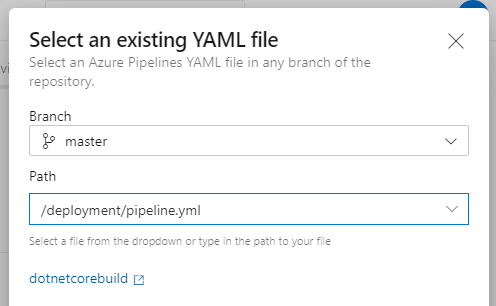 Select an existing YAML file
Select an Azure Pipelines YAML file in any branch of the
repository.
Branch
master
Path
/deployment/pipeline.yml
Select a file from the dropdown or type in the path to your file
dotnetcorebuild